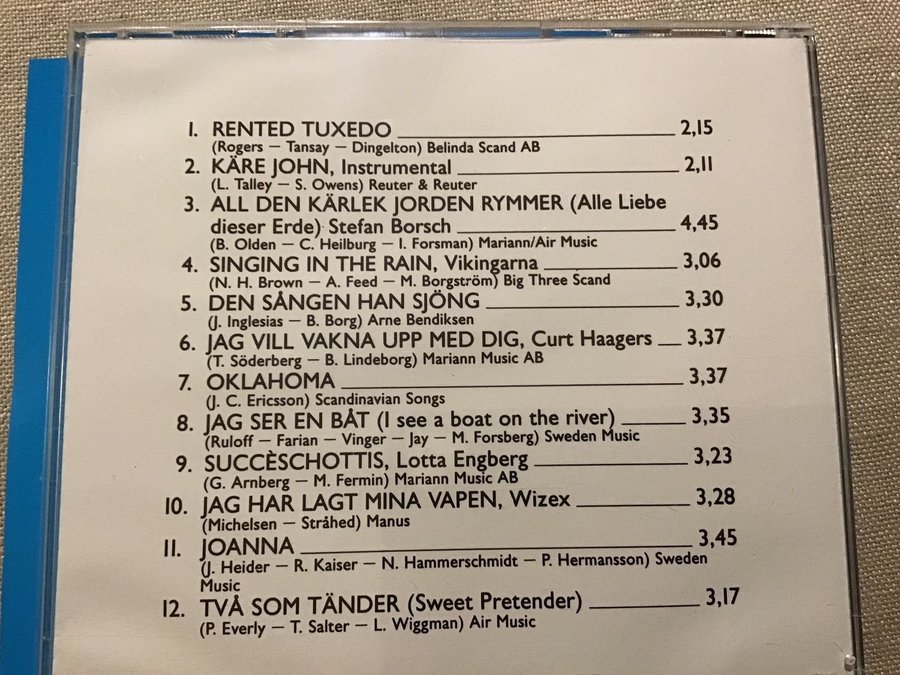 1. RENTED TUXEDO 2,15
(Rogers – Tansay – Dingelton) Belinda Scand AB
2. KÄRE JOHN, Instrumental 2,11
(L. Talley – S. Owens) Reuter & Reuter
3. ALL DEN KÄRLEK JORDEN RYMMER (Alle Liebe
dieser Erde) Stefan Borsch 4,45
(B. Olden – C. Heilburg – I. Forsman) Mariann/Air Music
4. SINGING IN THE RAIN, Vikingarna 3,06
(N. H. Brown – A. Feed – M. Borgström) Big Three Scand
5. DEN SÅNGEN HAN SJÖNG 3,30
(J. Inglesias – B. Borg) Arne Bendiksen
6. JAG VILL VAKNA UPP MED DIG, Curt Haagers 3,37
(T. Söderberg – B. Lindeborg) Mariann Music AB
7. OKLAHOMA 3,37
(J. C. Ericsson) Scandinavian Songs
8. JAG SER EN BÅT (I see a boat on the river) 3,35
(Ruloff – Farian – Vinger – Jay – M. Forsberg) Sweden Music
9. SUCCÈSCHOTTIS, Lotta Engberg 3,23
(G. Arnberg – M. Fermin) Mariann Music AB
10. JAG HAR LAGT MINA VAPEN, Wizex 3,28
(Michelsen – Stråhed) Manus
11. JOANNA 3,45
(J. Heider – R. Kaiser – N. Hammerschmidt – P. Hermansson) Sweden
Music
12. TVÅ SOM TÄNDER (Sweet Pretender) 3,17
(P. Everly – T. Salter – L. Wiggman) Air Music